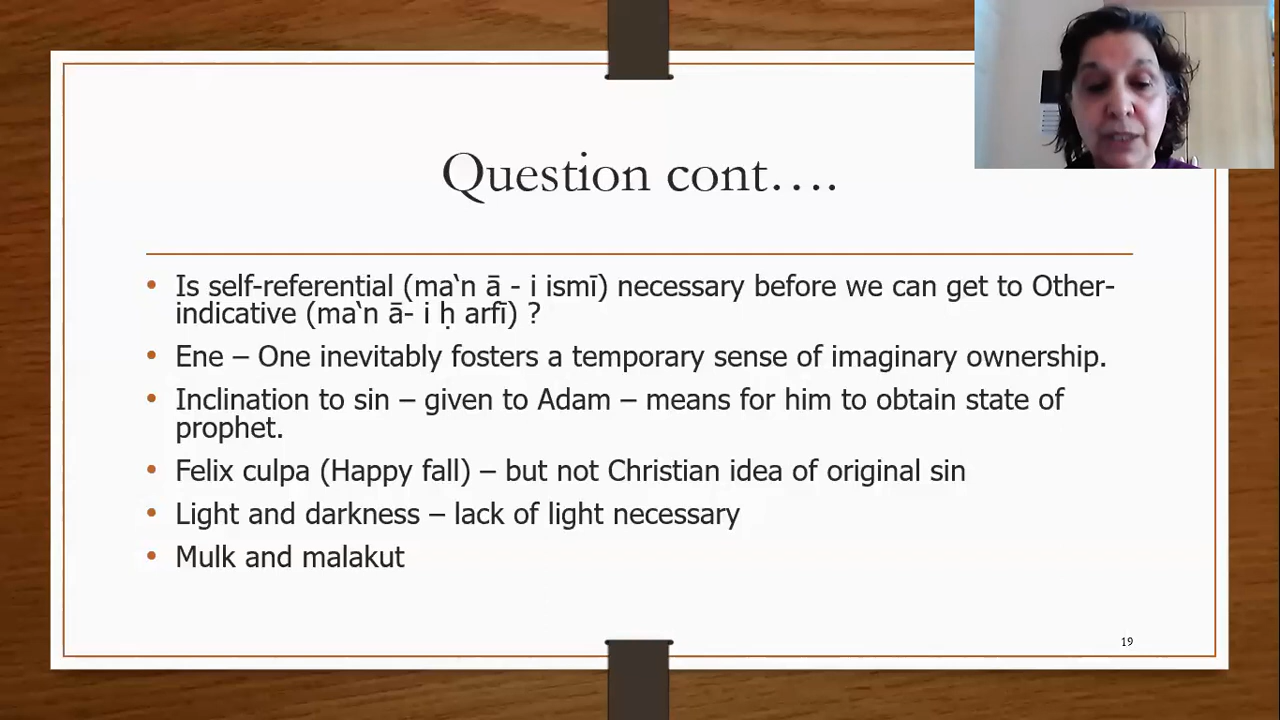 Question cont….
• Is self-referential (ma‘n ā - i ismī) necessary before we can get to Other-
indicative (ma‘n ā- i ḥ arfī) ?
• Ene – One inevitably fosters a temporary sense of imaginary ownership.
• Inclination to sin – given to Adam – means for him to obtain state of
prophet.
• Felix culpa (Happy fall) – but not Christian idea of original sin
• Light and darkness – lack of light necessary
• Mulk and malakut
19